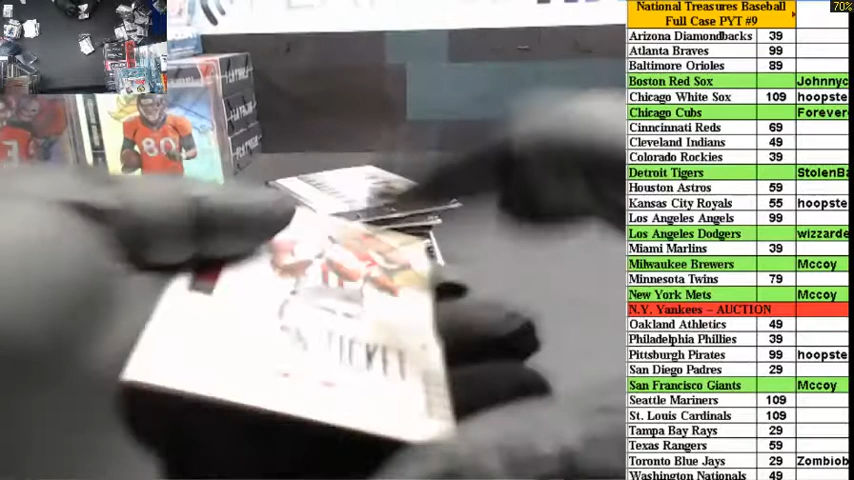 National Treasures Baseball
Full Case PYT #9
70%
Arizona Diamondbacks 39
Atlanta Braves 99
Baltimore Orioles 89
Boston Red Sox Johnnyc
Chicago White Sox 109 hoopste
Chicago Cubs Forever
Cinncinnati Reds 69
Cleveland Indians 49
Colorado Rockies 39
Detroit Tigers StolenBa
Houston Astros 59
Kansas City Royals 55 hoopste
Los Angeles Angels 99
Los Angeles Dodgers wizzarde
Miami Marlins 39
Milwaukee Brewers Mccoy
Minnesota Twins 79
New York Mets Mccoy
N.Y. Yankees – AUCTION
Oakland Athletics 49
Philadelphia Phillies 39
Pittsburgh Pirates 99 hoopste
San Diego Padres 29
San Francisco Giants Mccoy
Seattle Mariners 109
St. Louis Cardinals 109
Tampa Bay Rays 29
Texas Rangers 59
Toronto Blue Jays 29 Zombiob
Washington Nationals 49
80
3
TICKET